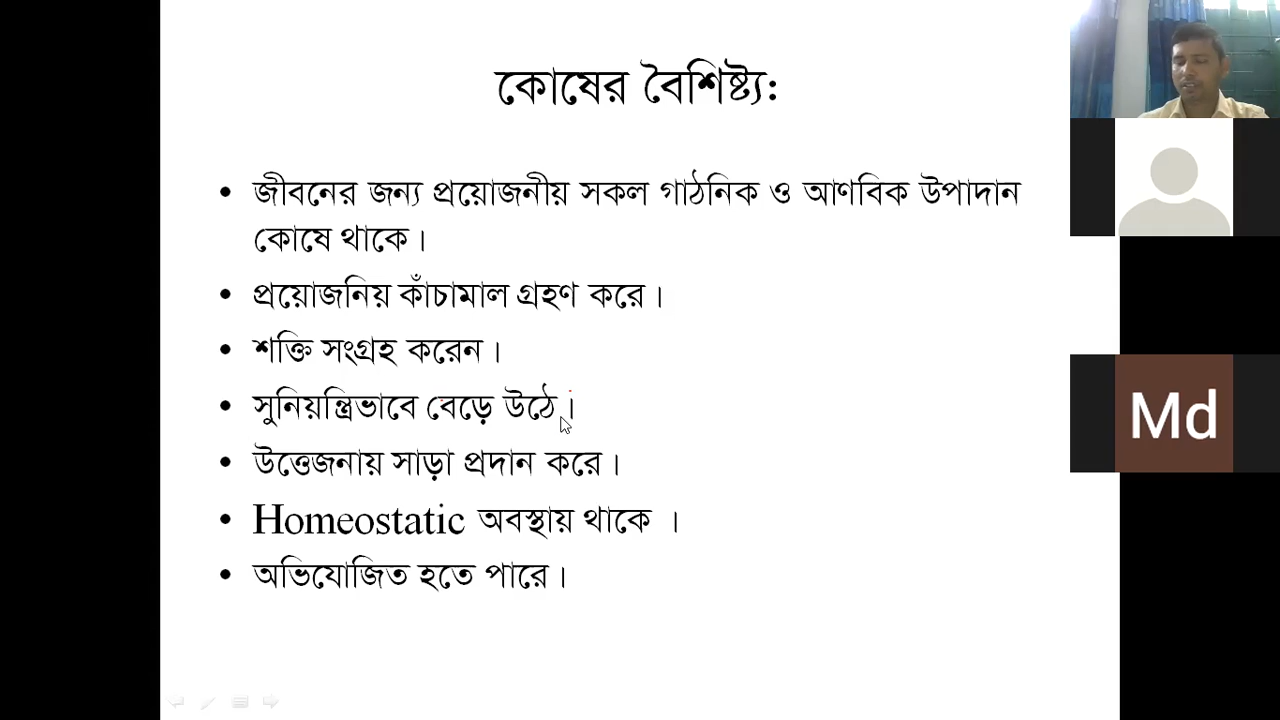 কোষের বৈশিষ্ট্য:
• জীবনের জন্য প্রয়োজনীয় সকল গাঠনিক ও আণবিক উপাদান
কোষে থাকে।
• প্রয়োজনিয় কাঁচামাল গ্রহণ করে।
• শক্তি সংগ্রহ করেন।
• সুনিয়ন্ত্রিভাবে বেড়ে উঠে।
• উত্তেজনায় সাড়া প্রদান করে।
• Homeostatic অবস্থায় থাকে ।
• অভিযোজিত হতে পারে।
Md